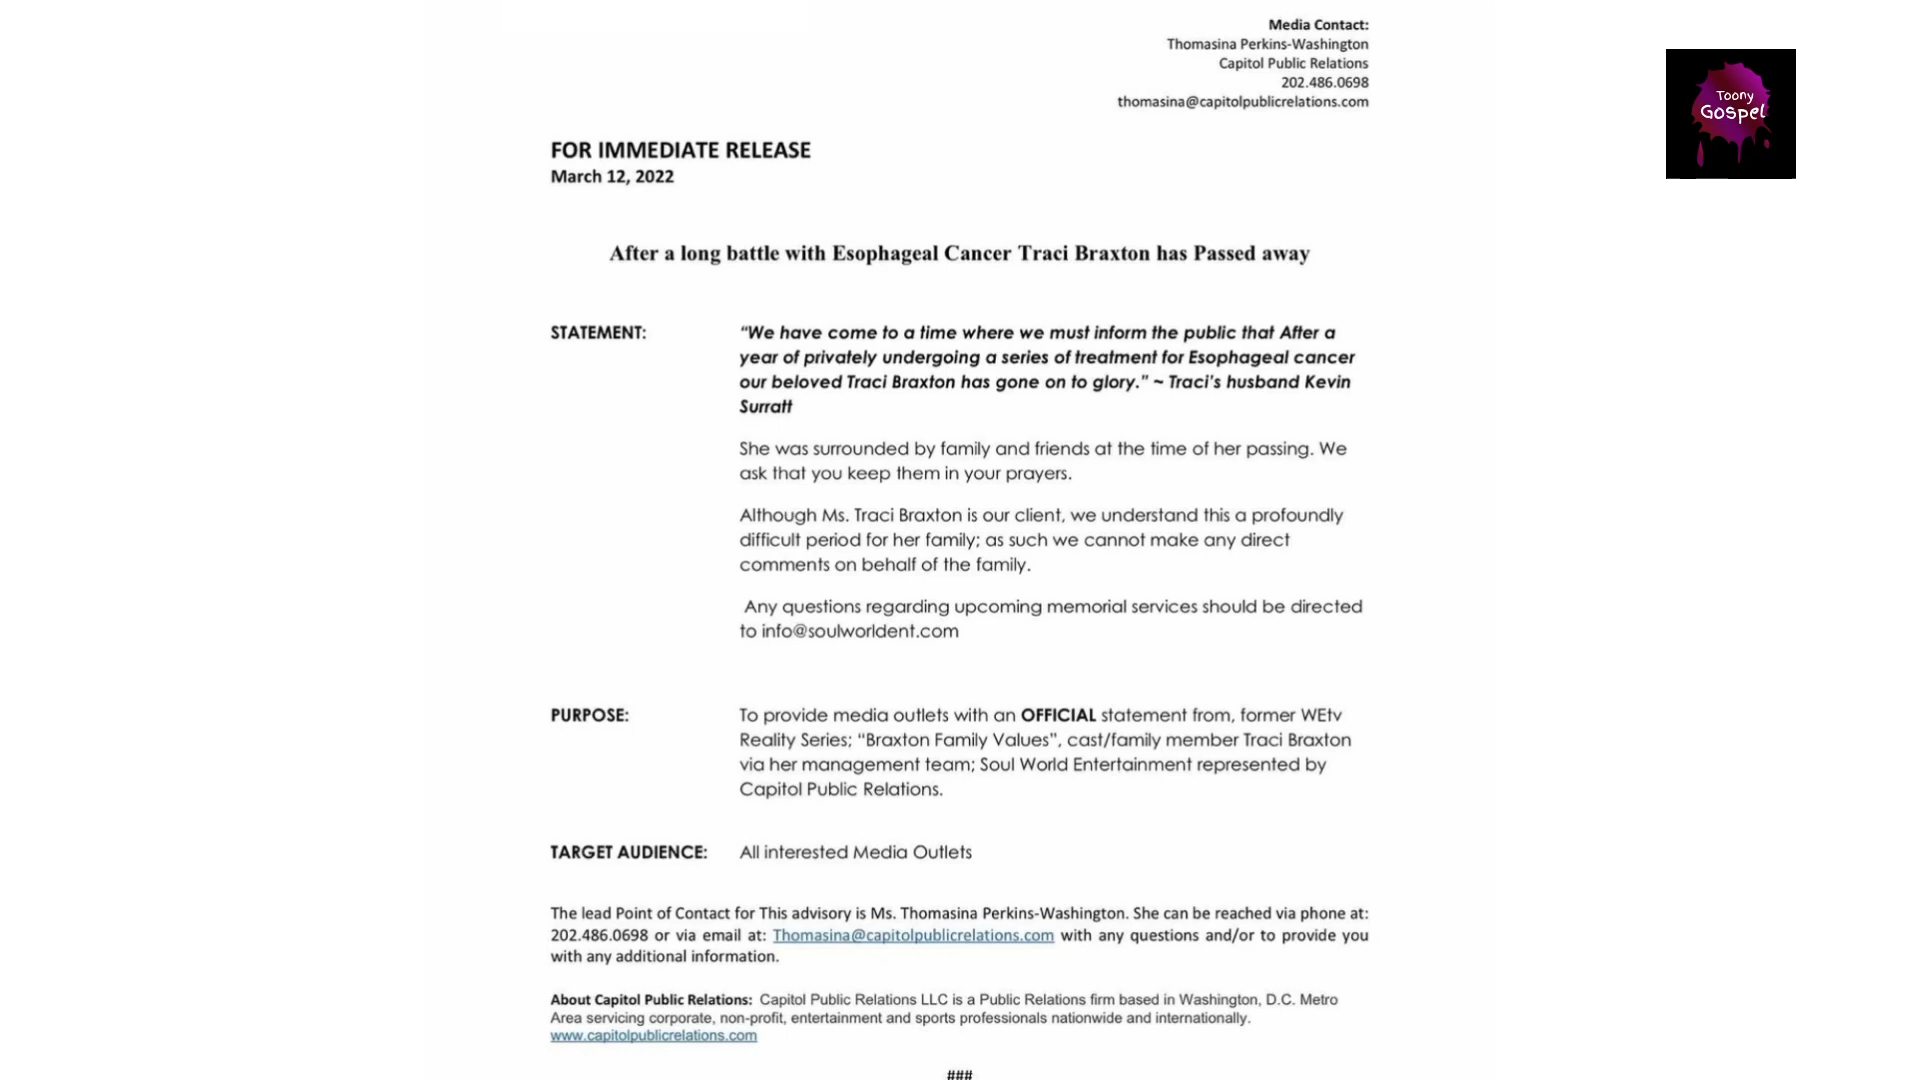 Media Contact:
Thomasina Perkins-Washington
Capitol Public Relations
202.486.0698
thomasina@capitolpublicrelations.com
Toony
Gospel
FOR IMMEDIATE RELEASE
March 12, 2022
After a long battle with Esophageal Cancer Traci Braxton has Passed away
STATEMENT:
“We have come to a time where we must inform the public that After a
year of privately undergoing a series of treatment for Esophageal cancer
our beloved Traci Braxton has gone on to glory.” ~ Traci’s husband Kevin
Surratt
She was surrounded by family and friends at the time of her passing. We
ask that you keep them in your prayers.
Although Ms. Traci Braxton is our client, we understand this a profoundly
difficult period for her family; as such we cannot make any direct
comments on behalf of the family.
Any questions regarding upcoming memorial services should be directed
to info@soulworldent.com
PURPOSE:
To provide media outlets with an OFFICIAL statement from, former WEtv
Reality Series; “Braxton Family Values”, cast/family member Traci Braxton
via her management team; Soul World Entertainment represented by
Capitol Public Relations.
TARGET AUDIENCE:
All interested Media Outlets
The lead Point of Contact for This advisory is Ms. Thomasina Perkins-Washington. She can be reached via phone at:
202.486.0698 or via email at: Thomasina@capitolpublicrelations.com with any questions and/or to provide you
with any additional information.
About Capitol Public Relations: Capitol Public Relations LLC is a Public Relations firm based in Washington, D.C. Metro
Area servicing corporate, non-profit, entertainment and sports professionals nationwide and internationally.
www.capitolpublicrelations.com
###